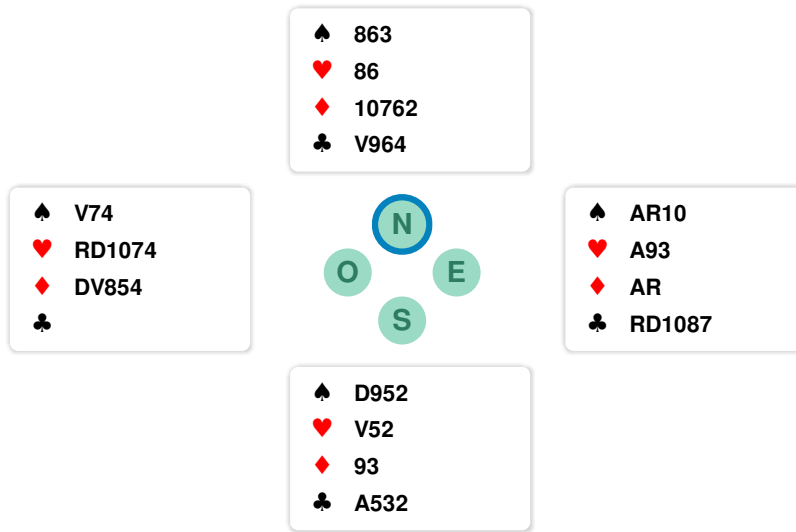 ♠ 863
♥ 86
♦ 10762
♣ V964
♠ V74
♥ RD1074
♦ DV854
♣
N
O E
S
♠ AR10
♥ A93
♦ AR
♣ RD1087
♠ D952
♥ V52
♦ 93
♣ A532